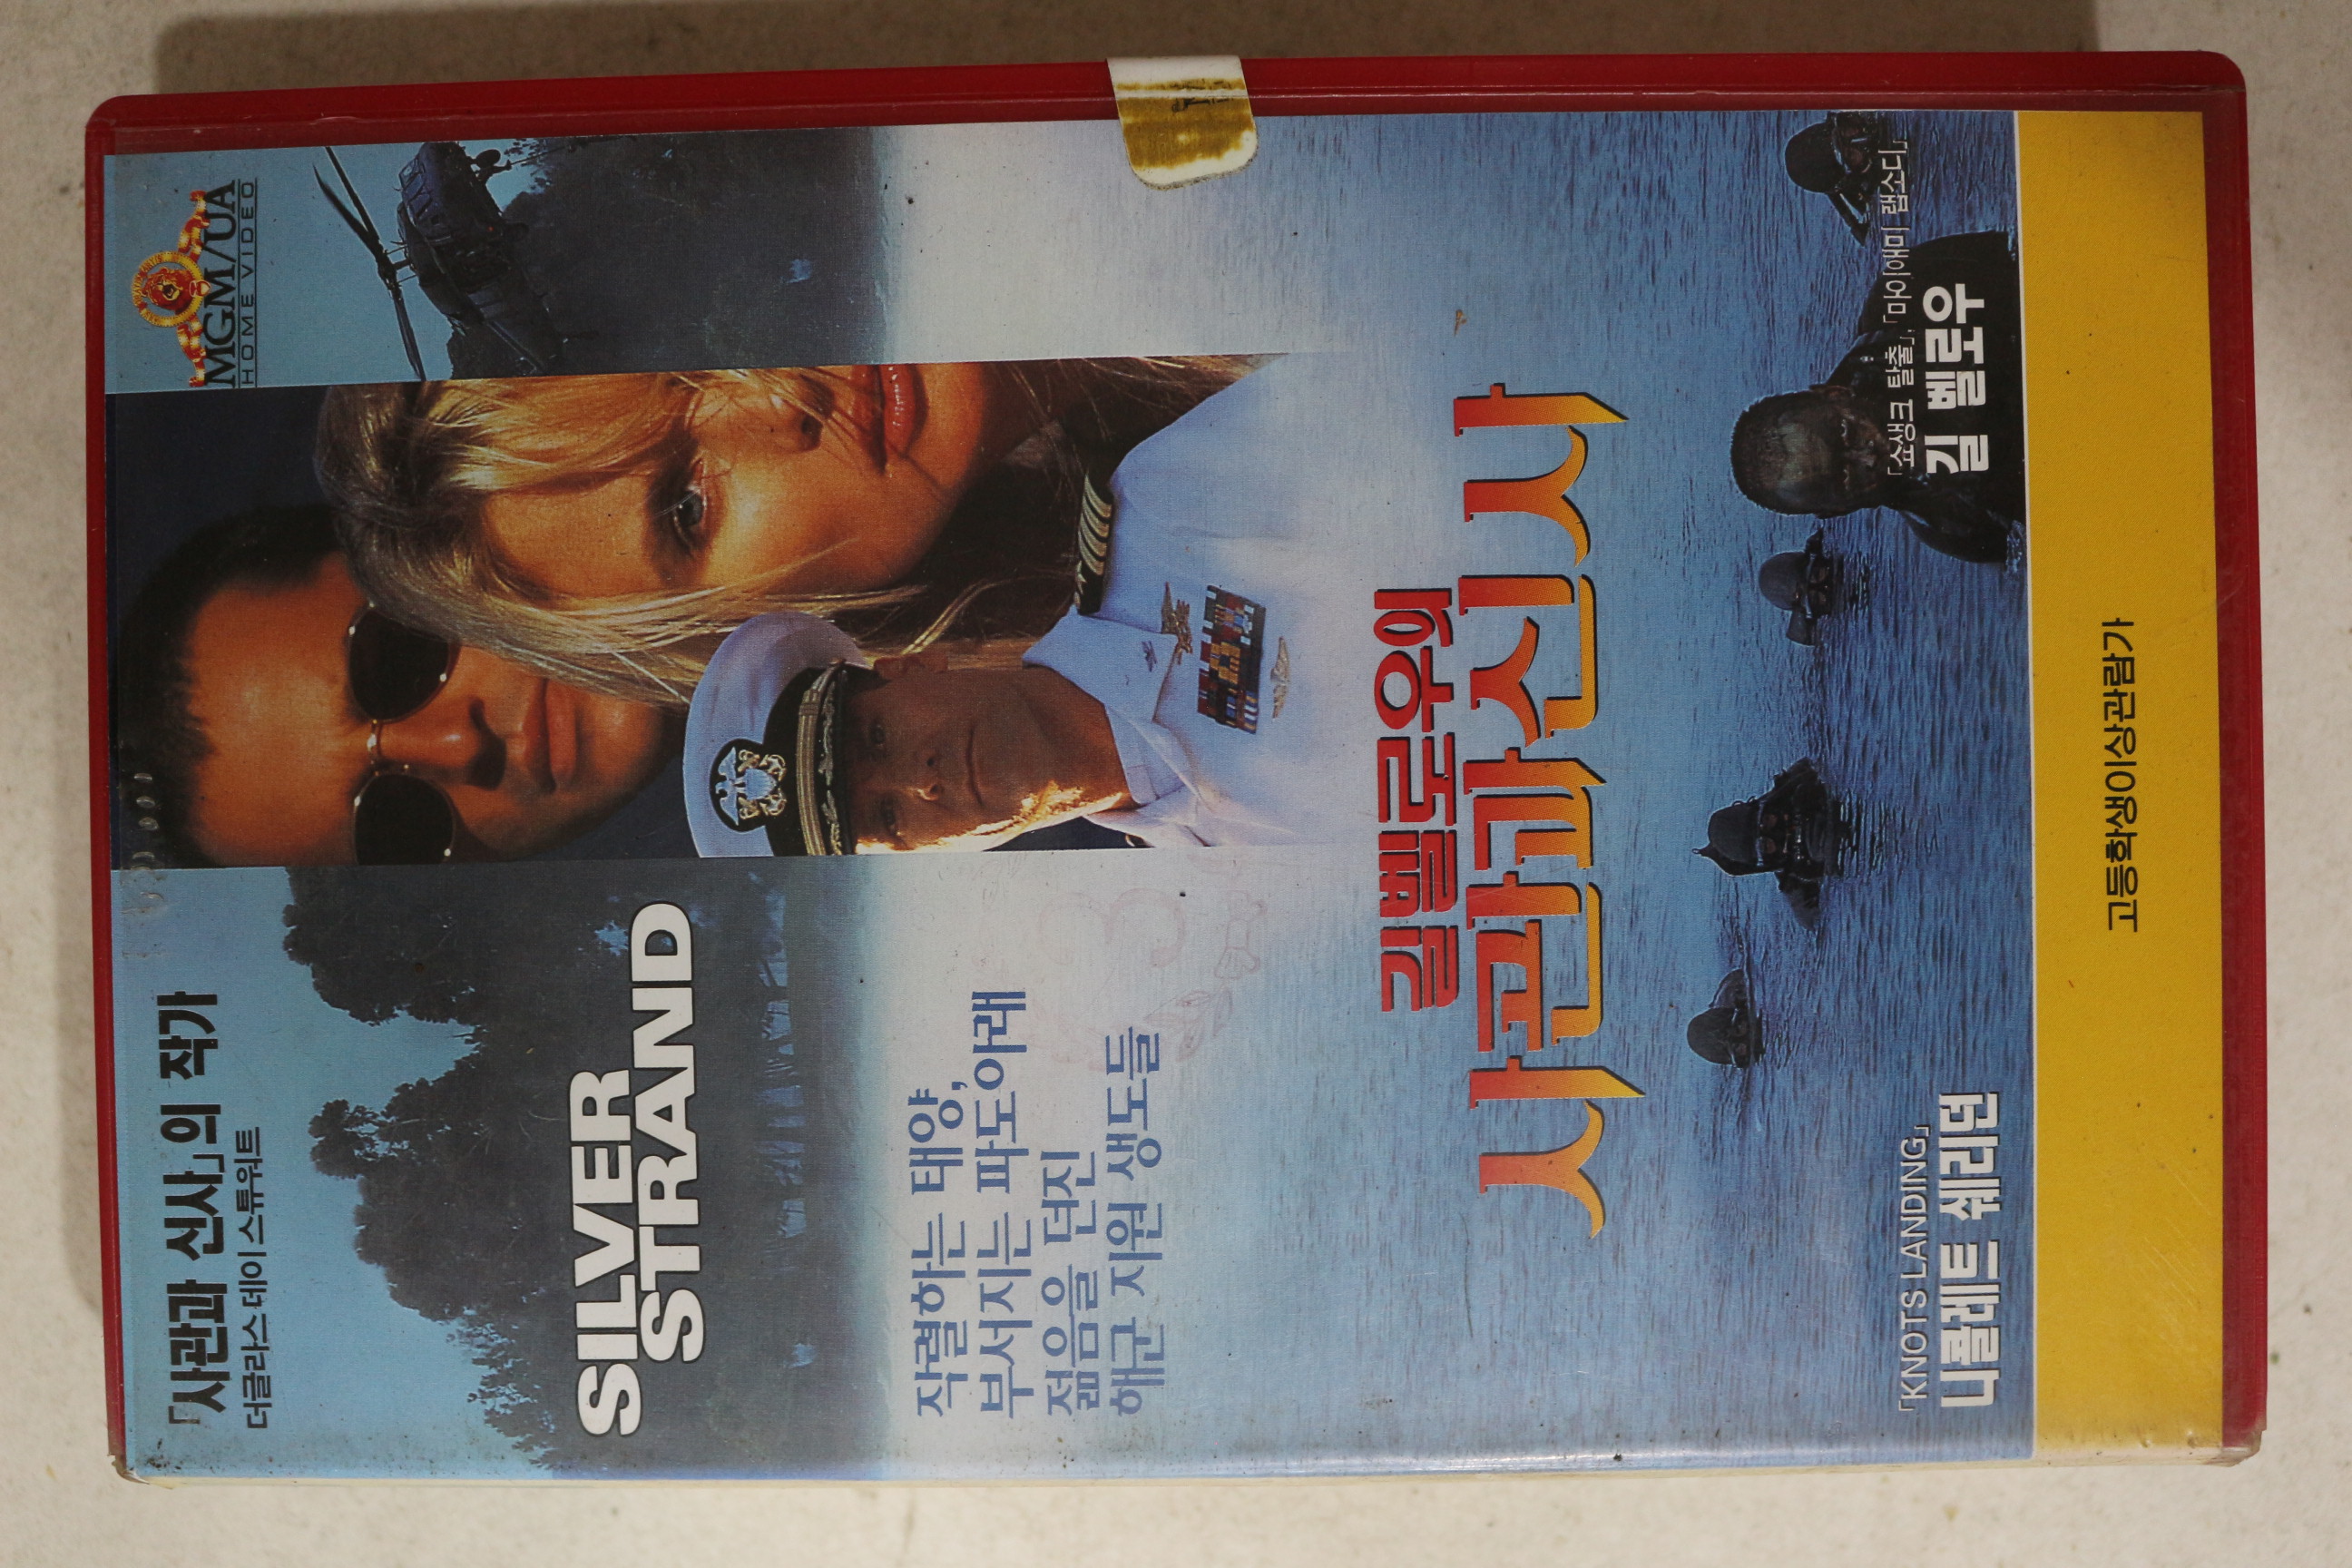 「사관과 신사」의 작가
더글라스 데이 스튜워트
MGM/UA
HOME VIDEO
SILVER
STRAND
작렬하는 태양,
부서지는 파도아래
젊음을 던진
해군 지원 생도들
길벨로우의
사관과신사
「KNOTS LANDING」
니콜레트 쉐리던
「쇼생크 탈출」「마이애미 랩소디」
길 벨로우
고등학생이상관람가